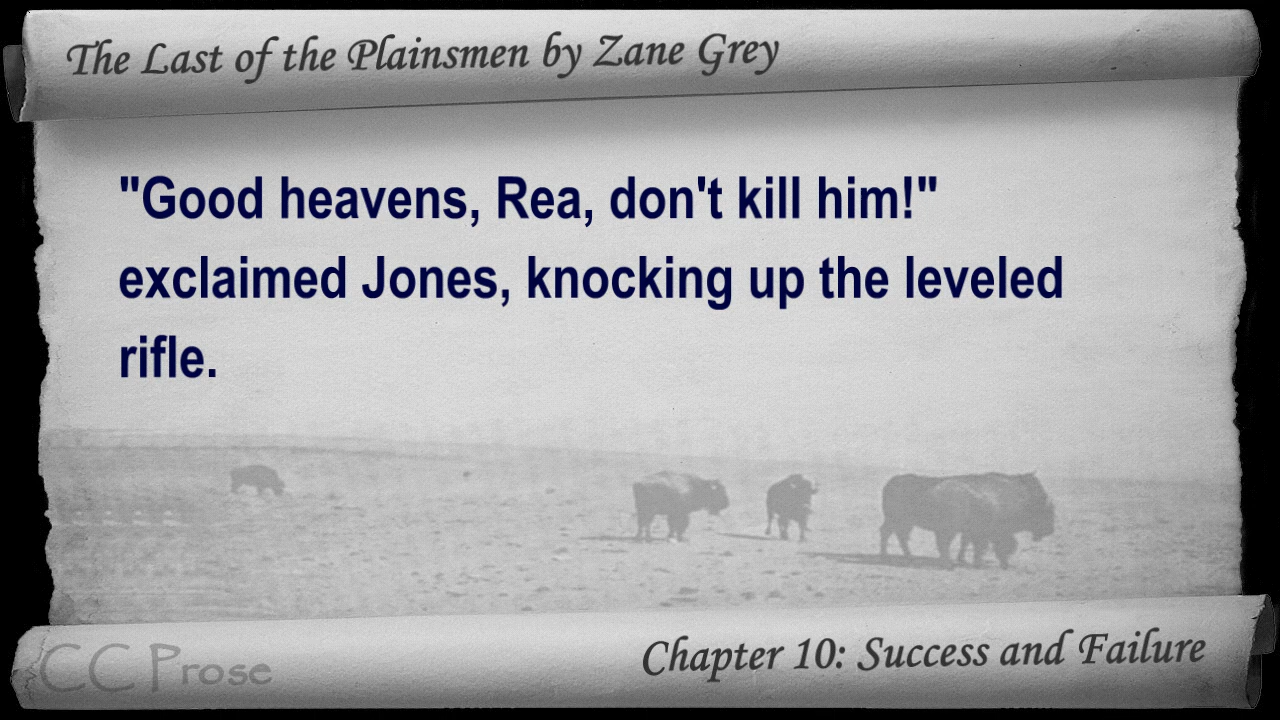 The Last of the Plainsmen by Zane Grey
"Good heavens, Rea, don't kill him!"
exclaimed Jones, knocking up the leveled
rifle.
CC Prose
Chapter 10: Success and Failure